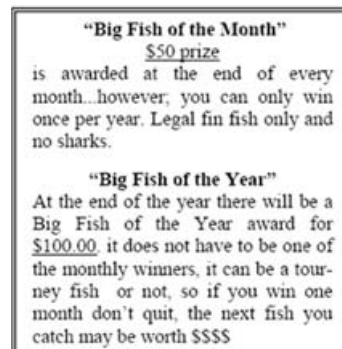 “Big Fish of the Month”
$50 prize
is awarded at the end of every
month...however, you can only win
once per year. Legal fin fish only and
no sharks.
“Big Fish of the Year”
At the end of the year there will be a
Big Fish of the Year award for
$100.00. it does not have to be one of
the monthly winners, it can be a tour-
ney fish or not, so if you win one
month don’t quit, the next fish you
catch may be worth $$$$